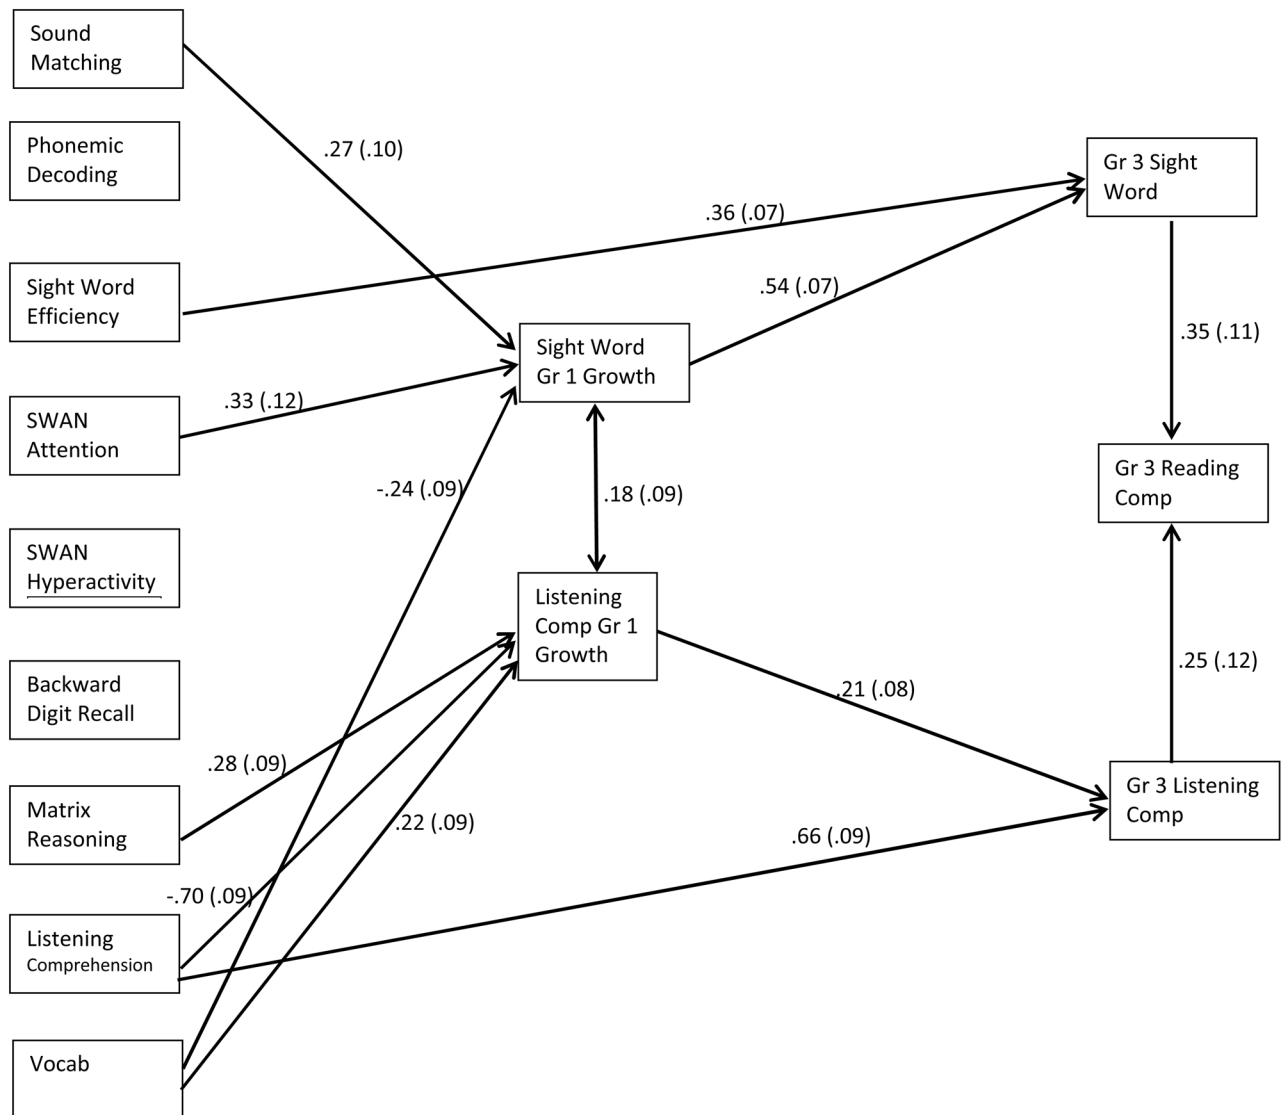 Sound
Matching
Phonemic
Decoding
Sight Word
Efficiency
SWAN
Attention
SWAN
Hyperactivity
Backward
Digit Recall
Matrix
Reasoning
Listening
Comprehension
Vocab
.27 (.10)
.36 (.07)
.33 (.12)
-.24 (.09)
.28 (.09)
-.70 (.09)
.22 (.09)
Sight Word
Gr 1 Growth
.18 (.09)
Listening
Comp Gr 1
Growth
.54 (.07)
.21 (.08)
.66 (.09)
Gr 3 Sight
Word
.35 (.11)
Gr 3 Reading
Comp
.25 (.12)
Gr 3 Listening
Comp